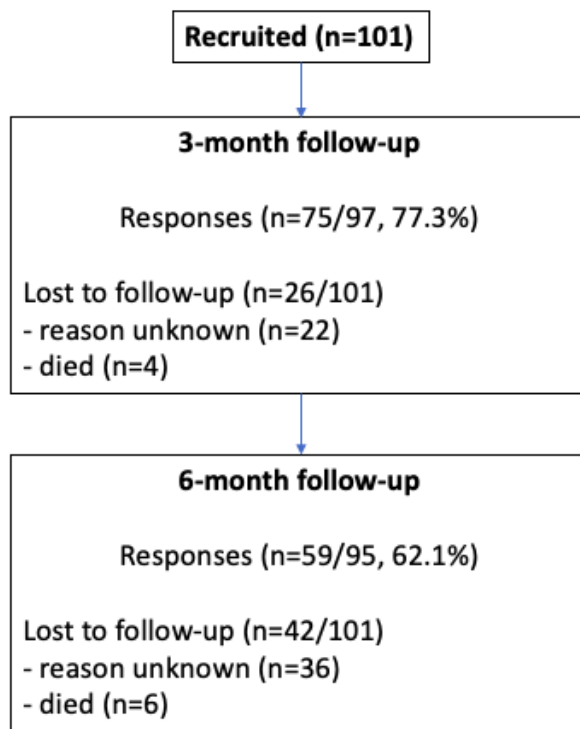 Recruited (n=101)
3-month follow-up
Responses (n=75/97, 77.3%)
Lost to follow-up (n=26/101)
- reason unknown (n=22)
- died (n=4)
6-month follow-up
Responses (n=59/95, 62.1%)
Lost to follow-up (n=42/101)
- reason unknown (n=36)
- died (n=6)